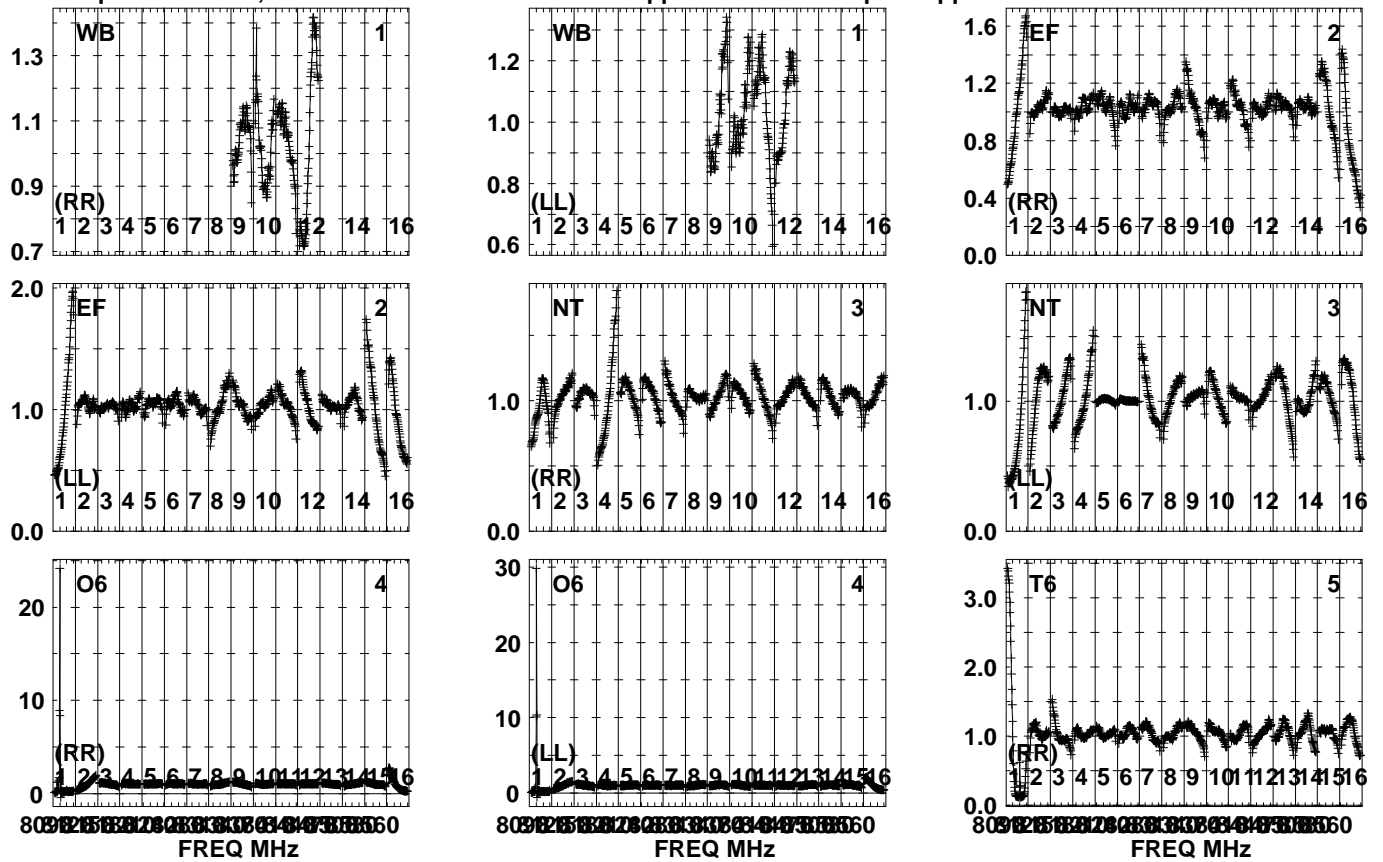 WB 1
1.3
1.1
0.9
0.7
(RR)
1 2 3 4 5 6 7 8 9 10 12 14 16
WB 1
1.2
1.0
0.8
0.6
(LL)
1 2 3 4 5 6 7 8 9 10 12 14 16
EF 2
1.6
1.2
0.8
0.4
0.0
(RR)
1 2 3 4 5 6 7 8 9 10 12 14 16
EF 2
2.0
1.0
0.0
(LL)
1 2 3 4 5 6 7 8 9 10 12 14 16
NT 3
1.0
0.0
(RR)
1 2 3 4 5 6 7 8 9 10 12 14 16
NT 3
1.0
0.0
(LL)
1 2 3 4 5 6 7 8 9 10 12 14 16
O6 4
20
10
0
(RR)
1 2 3 4 5 6 7 8 9 10 11 12 13 14 15 16
FREQ MHz
O6 4
30
20
10
0
(LL)
1 2 3 4 5 6 7 8 9 10 11 12 13 14 15 16
FREQ MHz
T6 5
3.0
2.0
1.0
0.0
(RR)
1 2 3 4 5 6 7 8 9 10 11 12 13 14 15 16
FREQ MHz